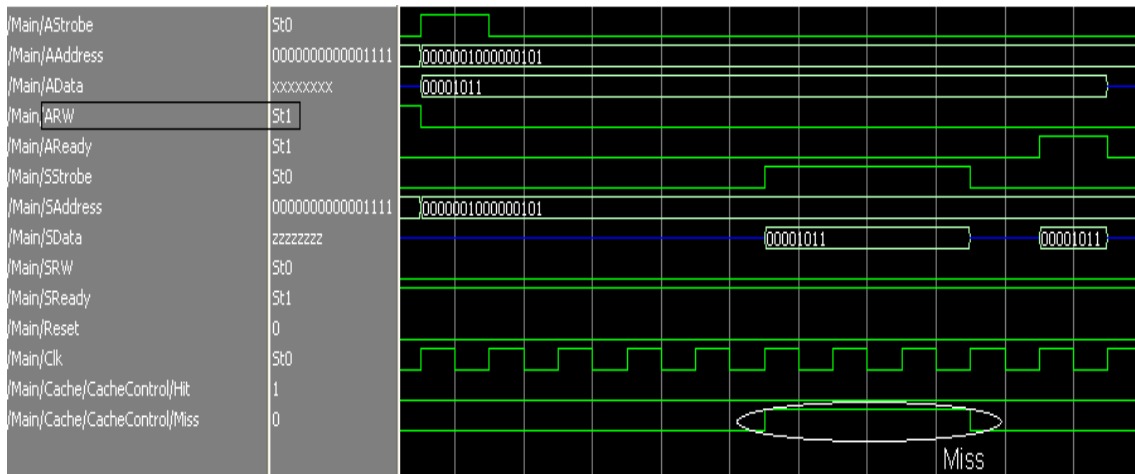 /Main/AStrobe St0
/Main/AAddress 0000000000001111 0000001000000101
/Main/AData xxxxxxxx 00001011
/Main/ARW St1
/Main/AReady St1
/Main/SStrobe St0
/Main/SAddress 0000000000001111 0000001000000101
/Main/SData zzzzzzzz 00001011 00001011
/Main/SRW St0
/Main/SReady St1
/Main/Reset 0
/Main/Clk St0
/Main/Cache/CacheControl/Hit 1
/Main/Cache/CacheControl/Miss 0
Miss